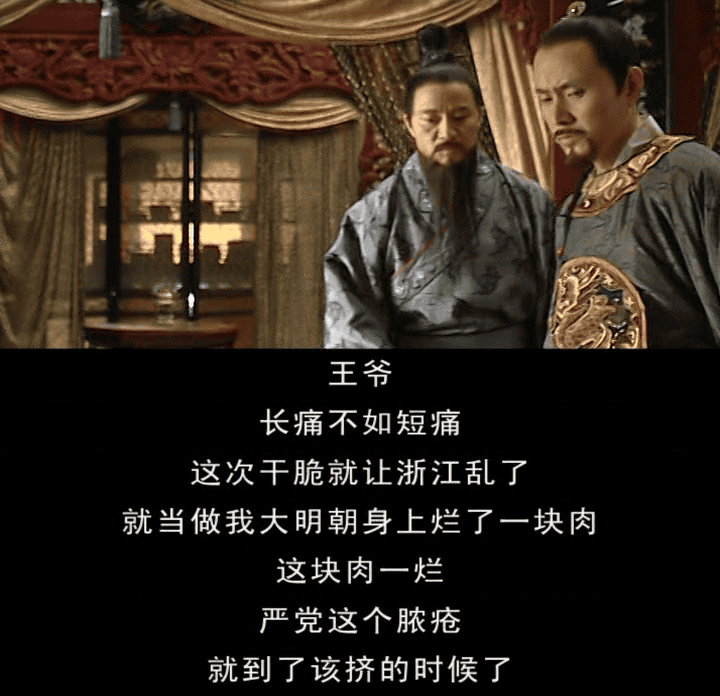 王爷
长痛不如短痛
这次干脆就让浙江乱了
就当做我大明朝身上烂了一块肉
这块肉一烂
严党这个脓疮
就到了该挤的时候了